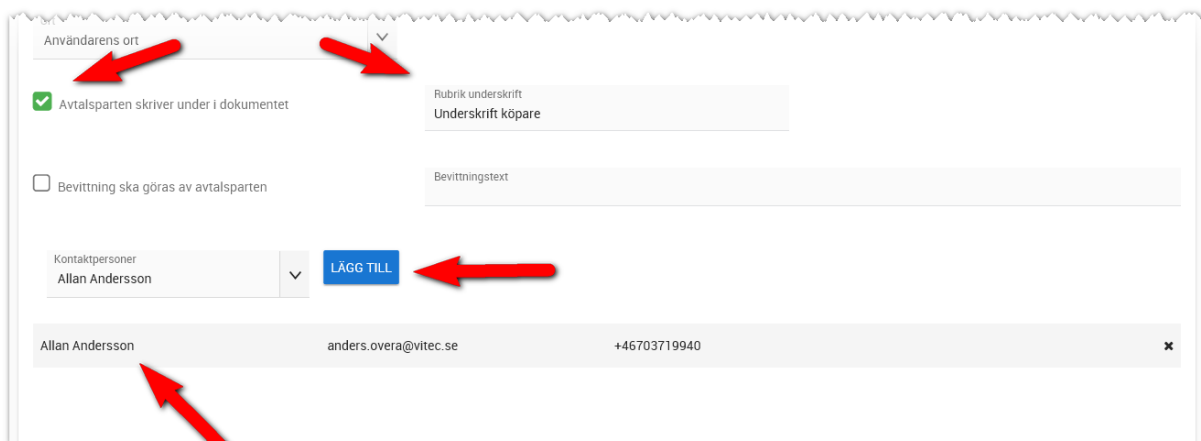 Användarens ort
Avtalsparten skriver under i dokumentet
Rubrik underskrift
Underskrift köpare
Bevittning ska göras av avtalsparten
Bevittningstext
Kontaktpersoner
Allan Andersson
LÄGG TILL
Allan Andersson anders.overa@vitec.se +46703719940